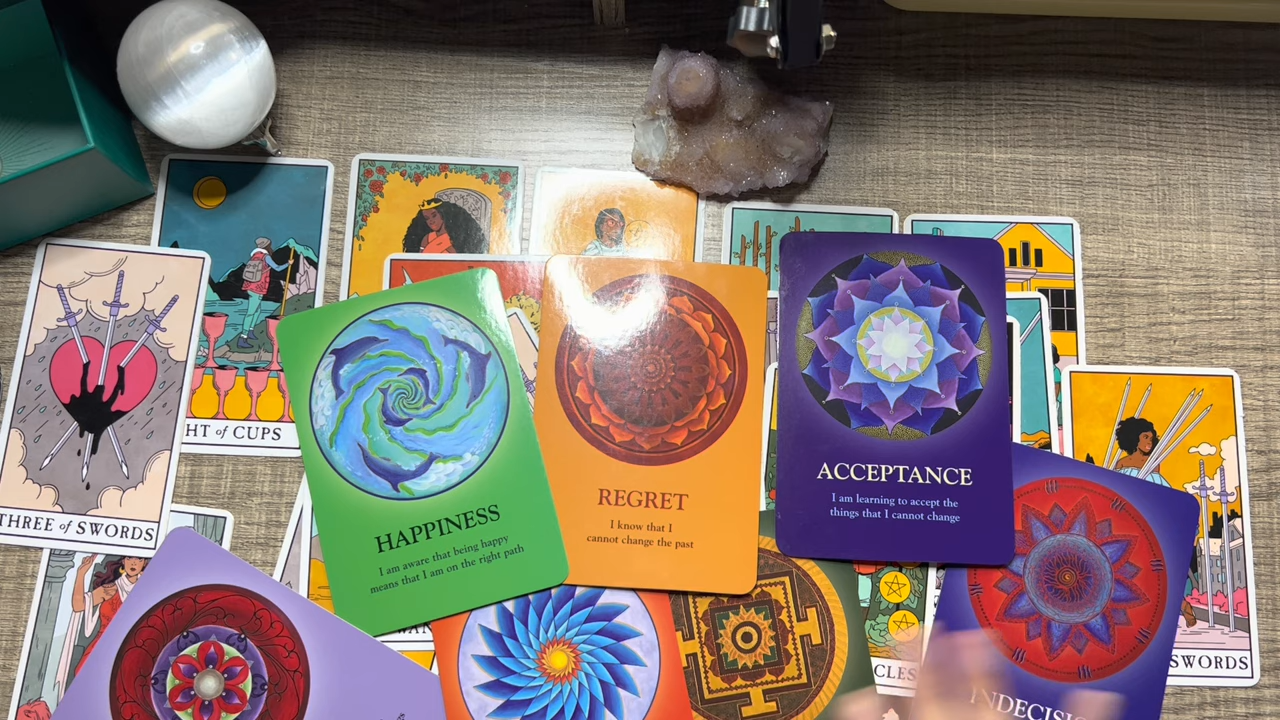 HT of CUPS
THREE of SWORDS
HAPPINESS
I am aware that being happy
means that I am on the right path
REGRET
I know that I
cannot change the past
ACCEPTANCE
I am learning to accept the
things that I cannot change
CLES
SWORDS